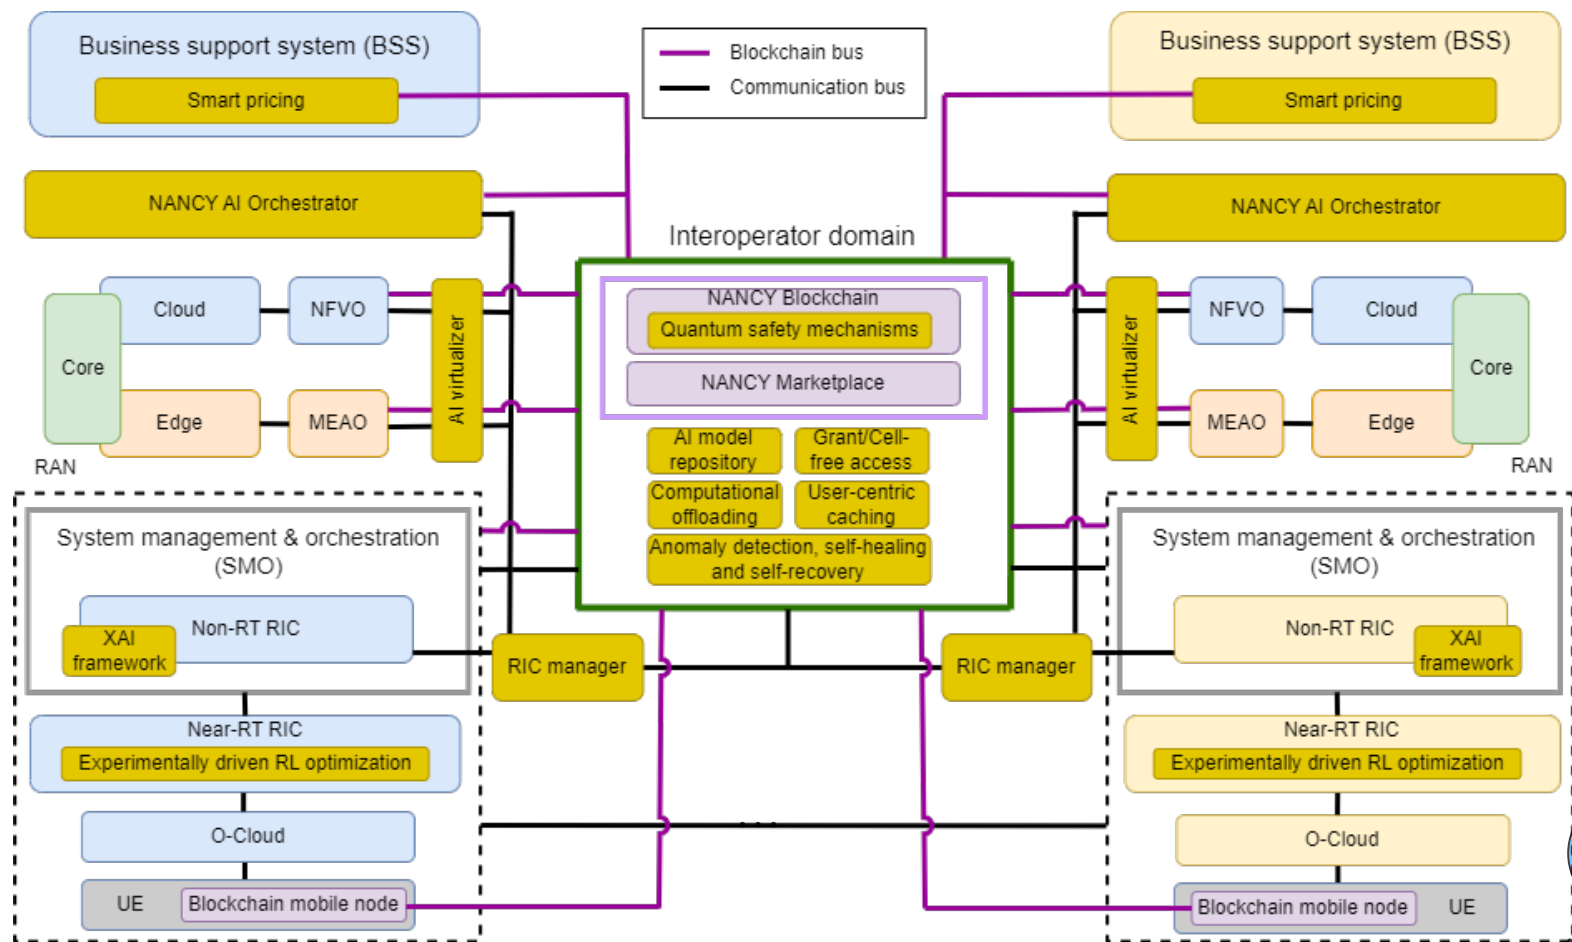 Business support system (BSS)
Smart pricing
Blockchain bus
Communication bus
Business support system (BSS)
Smart pricing
NANCY AI Orchestrator
NANCY AI Orchestrator
Interoperator domain
Cloud
NFVO
Core
Edge
MEAO
AI virtualizer
RAN
NANCY Blockchain
Quantum safety mechanisms
NANCY Marketplace
AI model
repository
Grant/Cell-
free access
Computational
offloading
User-centric
caching
Anomaly detection, self-healing
and self-recovery
AI virtualizer
NFVO
Cloud
Core
MEAO
Edge
RAN
System management & orchestration
(SMO)
Non-RT RIC
XAI
framework
RIC manager
RIC manager
System management & orchestration
(SMO)
Non-RT RIC
XAI
framework
Near-RT RIC
Experimentally driven RL optimization
Near-RT RIC
Experimentally driven RL optimization
O-Cloud
. . .
O-Cloud
UE
Blockchain mobile node
Blockchain mobile node
UE